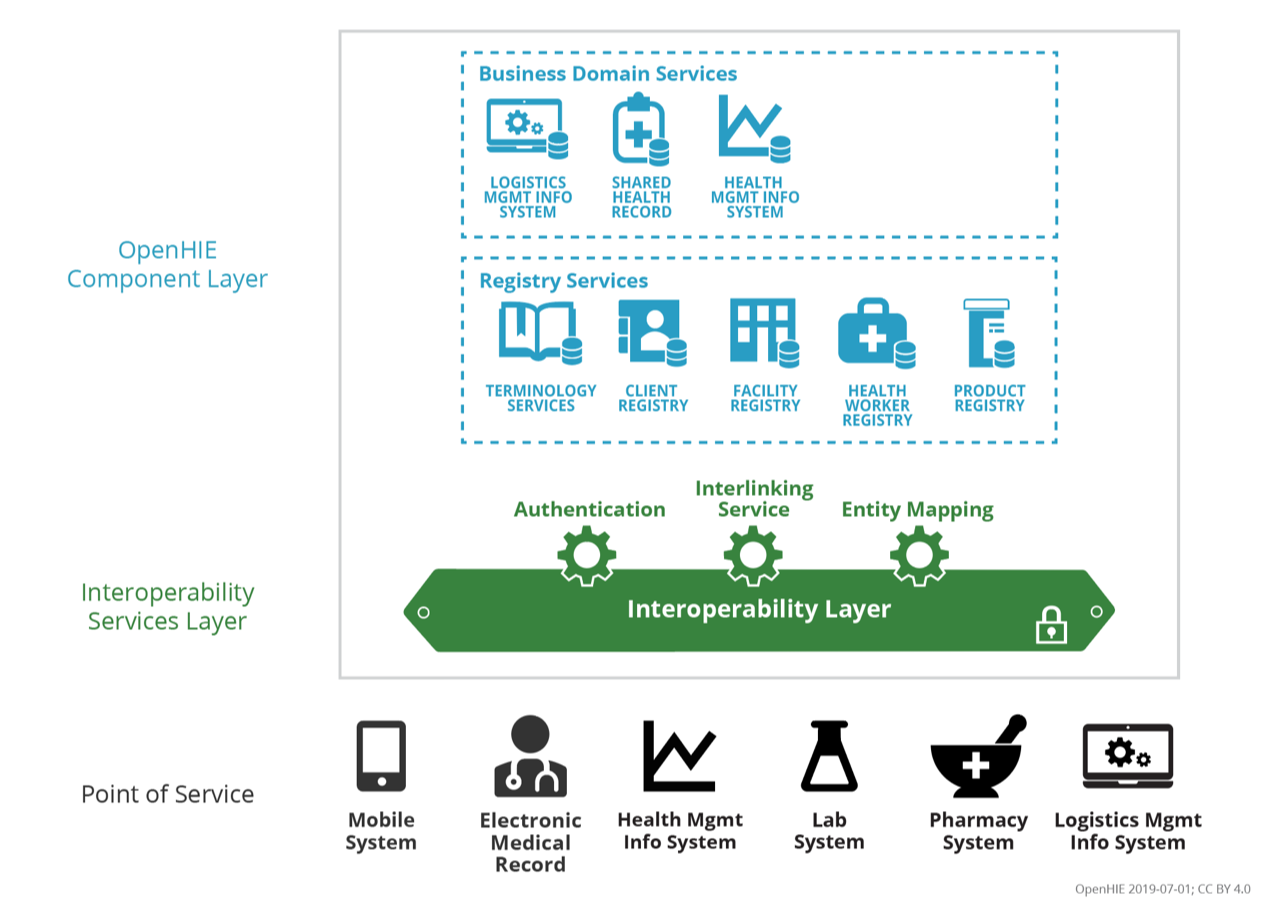 Business Domain Services
LOGISTICS
MGMT INFO
SYSTEM
SHARED
HEALTH
RECORD
HEALTH
MGMT INFO
SYSTEM
OpenHIE
Component Layer
Registry Services
TERMINOLOGY
SERVICES
CLIENT
REGISTRY
FACILITY
REGISTRY
HEALTH
WORKER
REGISTRY
PRODUCT
REGISTRY
Authentication
Interlinking
Service
Entity Mapping
Interoperability
Services Layer
Interoperability Layer
Point of Service
Mobile
System
Electronic
Medical
Record
Health Mgmt
Info System
Lab
System
Pharmacy
System
Logistics Mgmt
Info System
OpenHIE 2019-07-01; CC BY 4.0